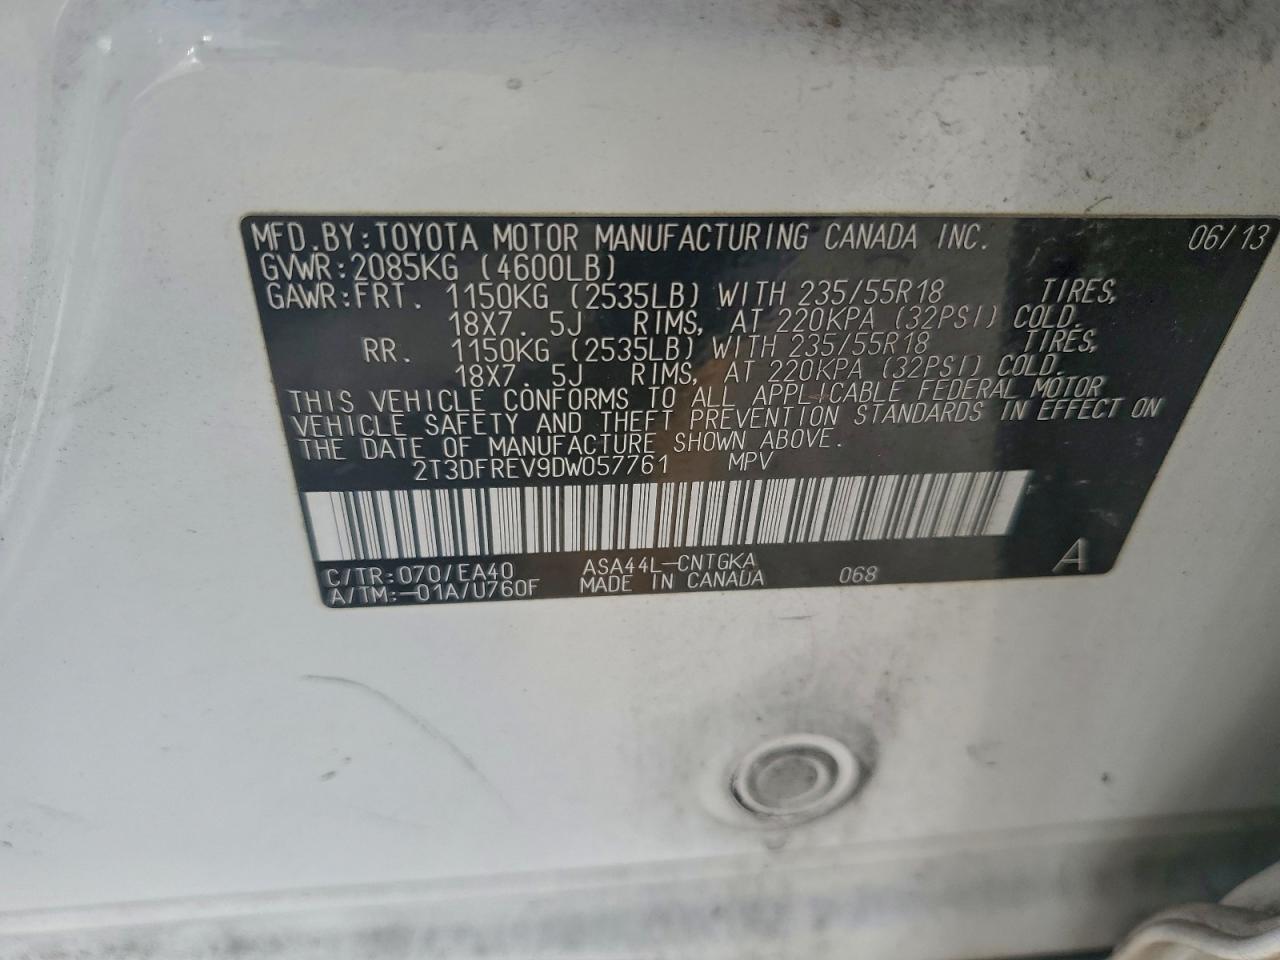 MFD.BY:TOYOTA MOTOR MANUFACTURING CANADA INC. 06/13
GVWR:2085KG (4600LB)
GAWR:FRT. 1150KG (2535LB) WITH 235/55R18 TIRES,
18X7.5J RIMS, AT 220KPA (32PSI) COLD.
RR. 1150KG (2535LB) WITH 235/55R18 TIRES,
18X7.5J RIMS, AT 220KPA (32PSI) COLD.
THIS VEHICLE CONFORMS TO ALL APPLICABLE FEDERAL MOTOR
VEHICLE SAFETY AND THEFT PREVENTION STANDARDS IN EFFECT ON
THE DATE OF MANUFACTURE SHOWN ABOVE.
2T3DFREV9DW057761 MPV
C/TR:070/EA40 ASA44L-CNTGKA
A/TM:-01A/U760F MADE IN CANADA 068 A